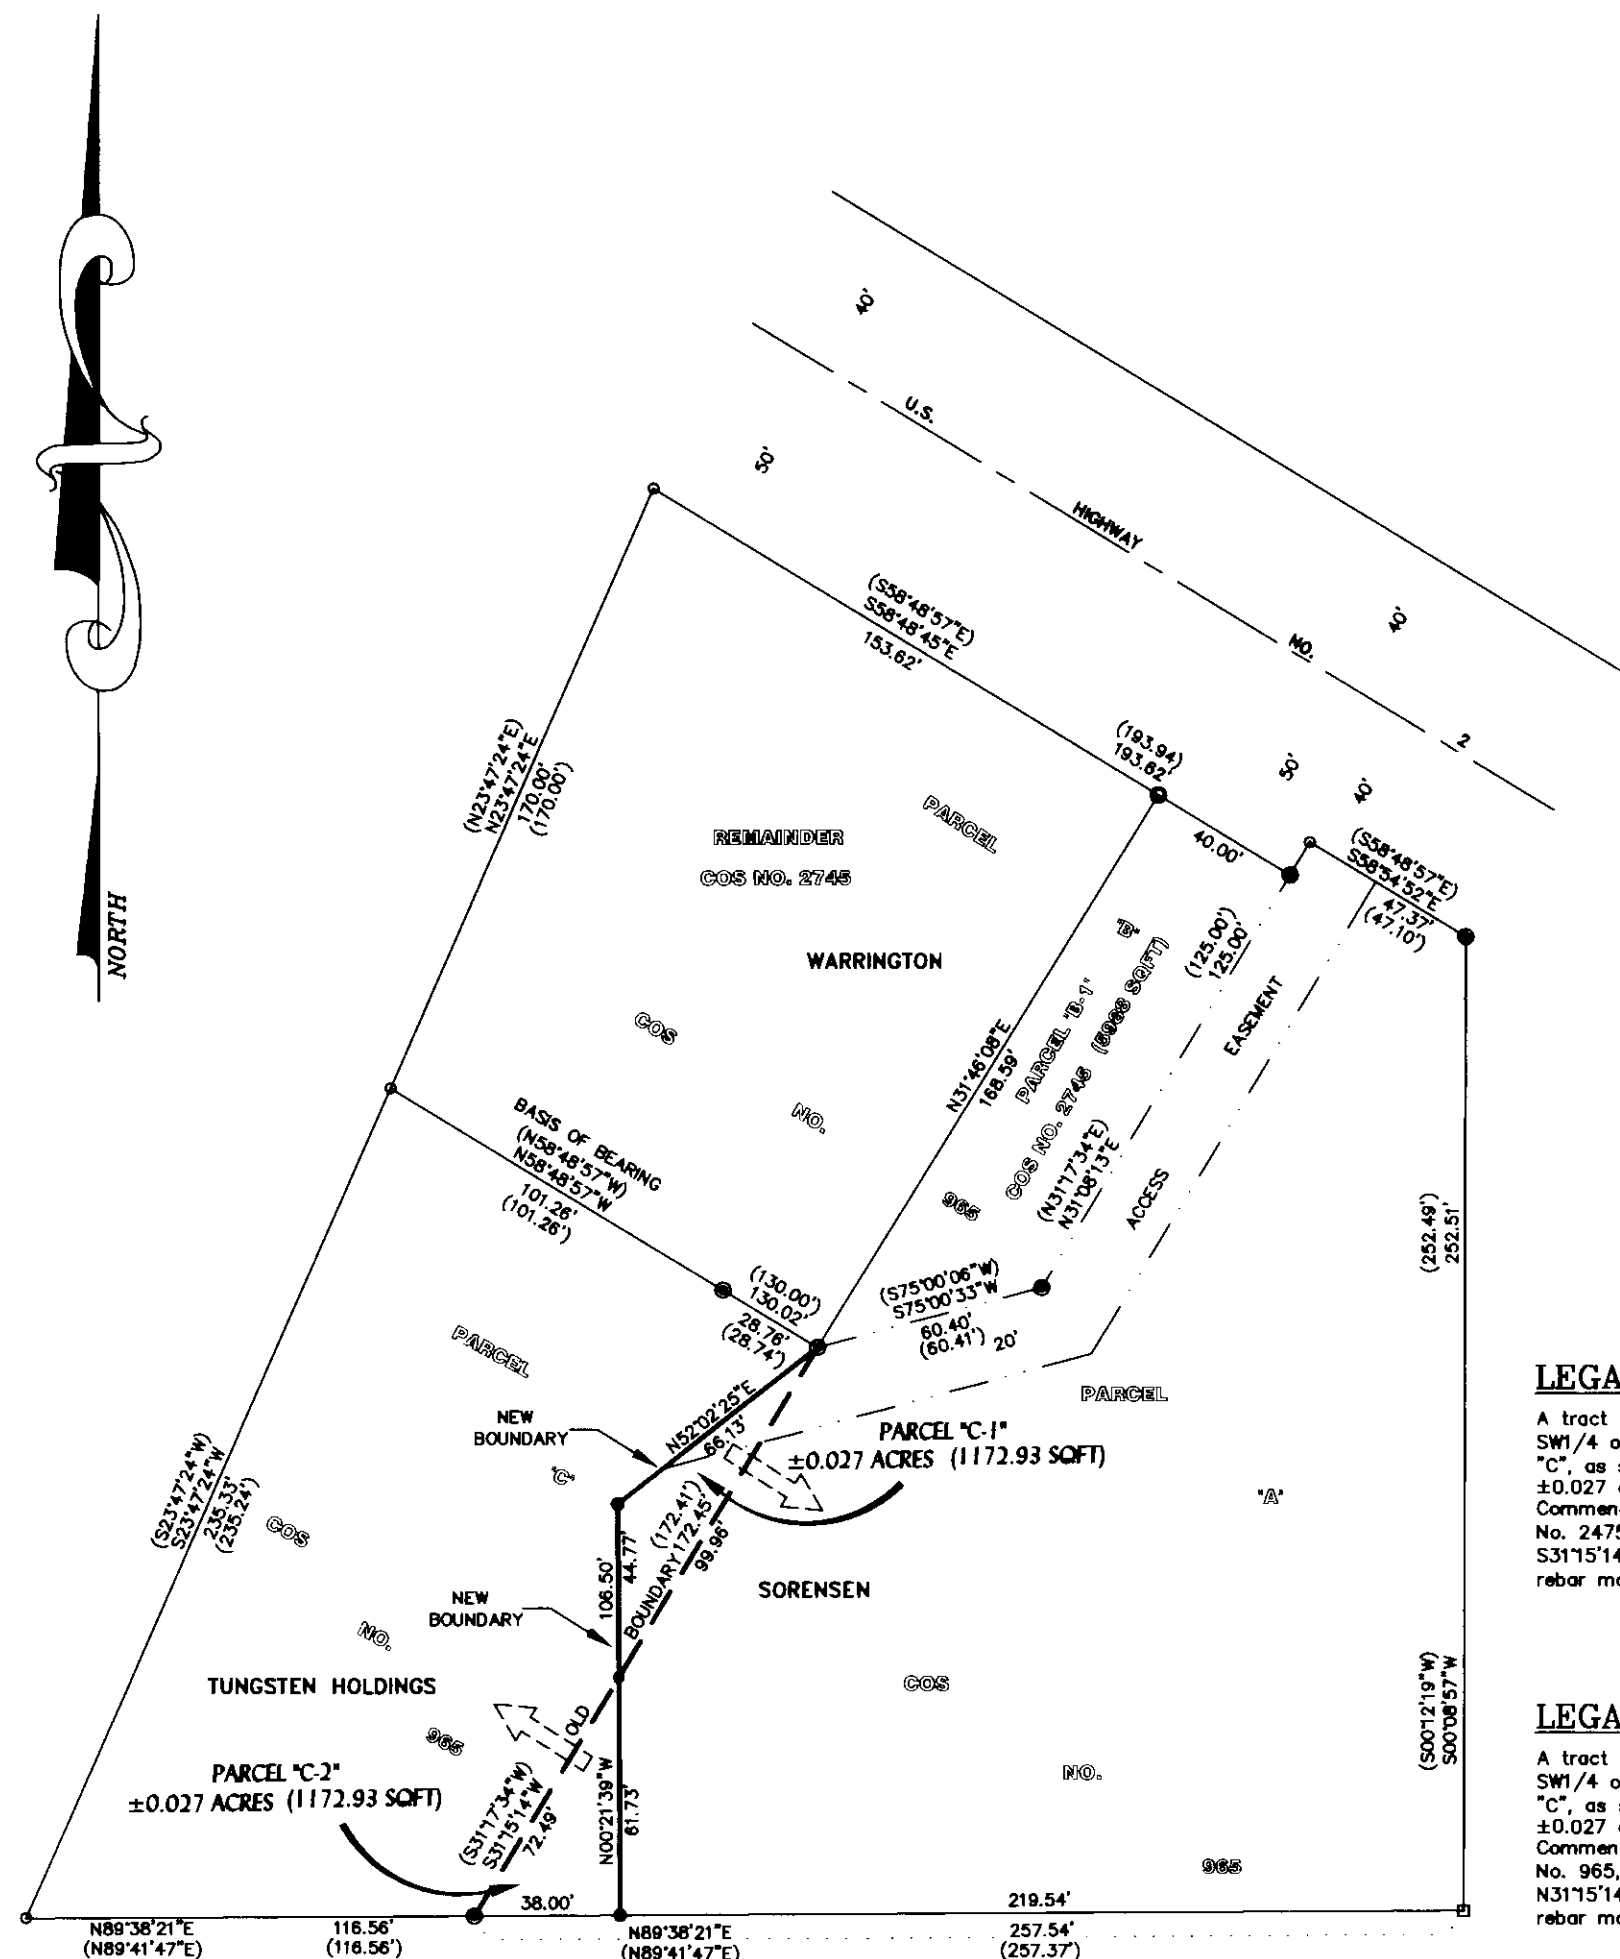 40'
U.S.
50'
HIGHWAY
(S58°48'57"E)
S58°48'45"E
153.62'
40'
NO.
(193.94)
193.62'
2
50'
40'
(N23°47'24"E)
N23°47'24"E
170.00'
(170.00')
PARCEL
REMAINDER
COS NO. 2745
40.00'
(S58°48'57"E)
S58°54'52"E
47.37'
(47.10')
NORTH
WARRINGTON
"B"
(125.00')
125.00'
COS
N31°46'08"E
168.59'
PARCEL "B-1"
COS NO. 2745 (5988 SQFT)
EASEMENT
BASIS OF BEARING
(N58°48'57"W)
N58°48'57"W
101.26'
(101.26')
NO.
965
(N31°17'34"E)
N31°08'13"E
ACCESS
(252.49')
252.51'
(130.00')
130.02'
28.76'
(28.74')
(S75°00'06"W)
S75°00'33"W
60.40'
(60.41')
20'
PARCEL
PARCEL
NEW
BOUNDARY
N52°02'25"E
66.13'
PARCEL "C-1"
±0.027 ACRES (1172.93 SQFT)
"C"
"A"
(S23°47'24"W)
S23°47'24"W
235.33'
(235.24')
COS
(172.41')
172.45'
99.96'
BOUNDARY
106.50'
44.77'
SORENSEN
NEW
BOUNDARY
NO.
TUNGSTEN HOLDINGS
COS
OLD
965
(S00°12'19"W)
S00°08'57"W
PARCEL "C-2"
±0.027 ACRES (1172.93 SQFT)
NO.
(S31°17'34"W)
S31°15'14"W
72.49'
N00°21'39"W
61.73'
965
38.00'
219.54'
N89°38'21"E
(N89°41'47"E)
116.56'
(116.56')
N89°38'21"E
(N89°41'47"E)
257.54'
(257.37')
LEGA
A tract
SW1/4 o
"C", as s
±0.027
Commen
No. 2475
S31°15'14
rebar ma
LEGA
A tract
SW1/4 o
"C", as s
±0.027
Commen
No. 965,
N31°15'14
rebar ma